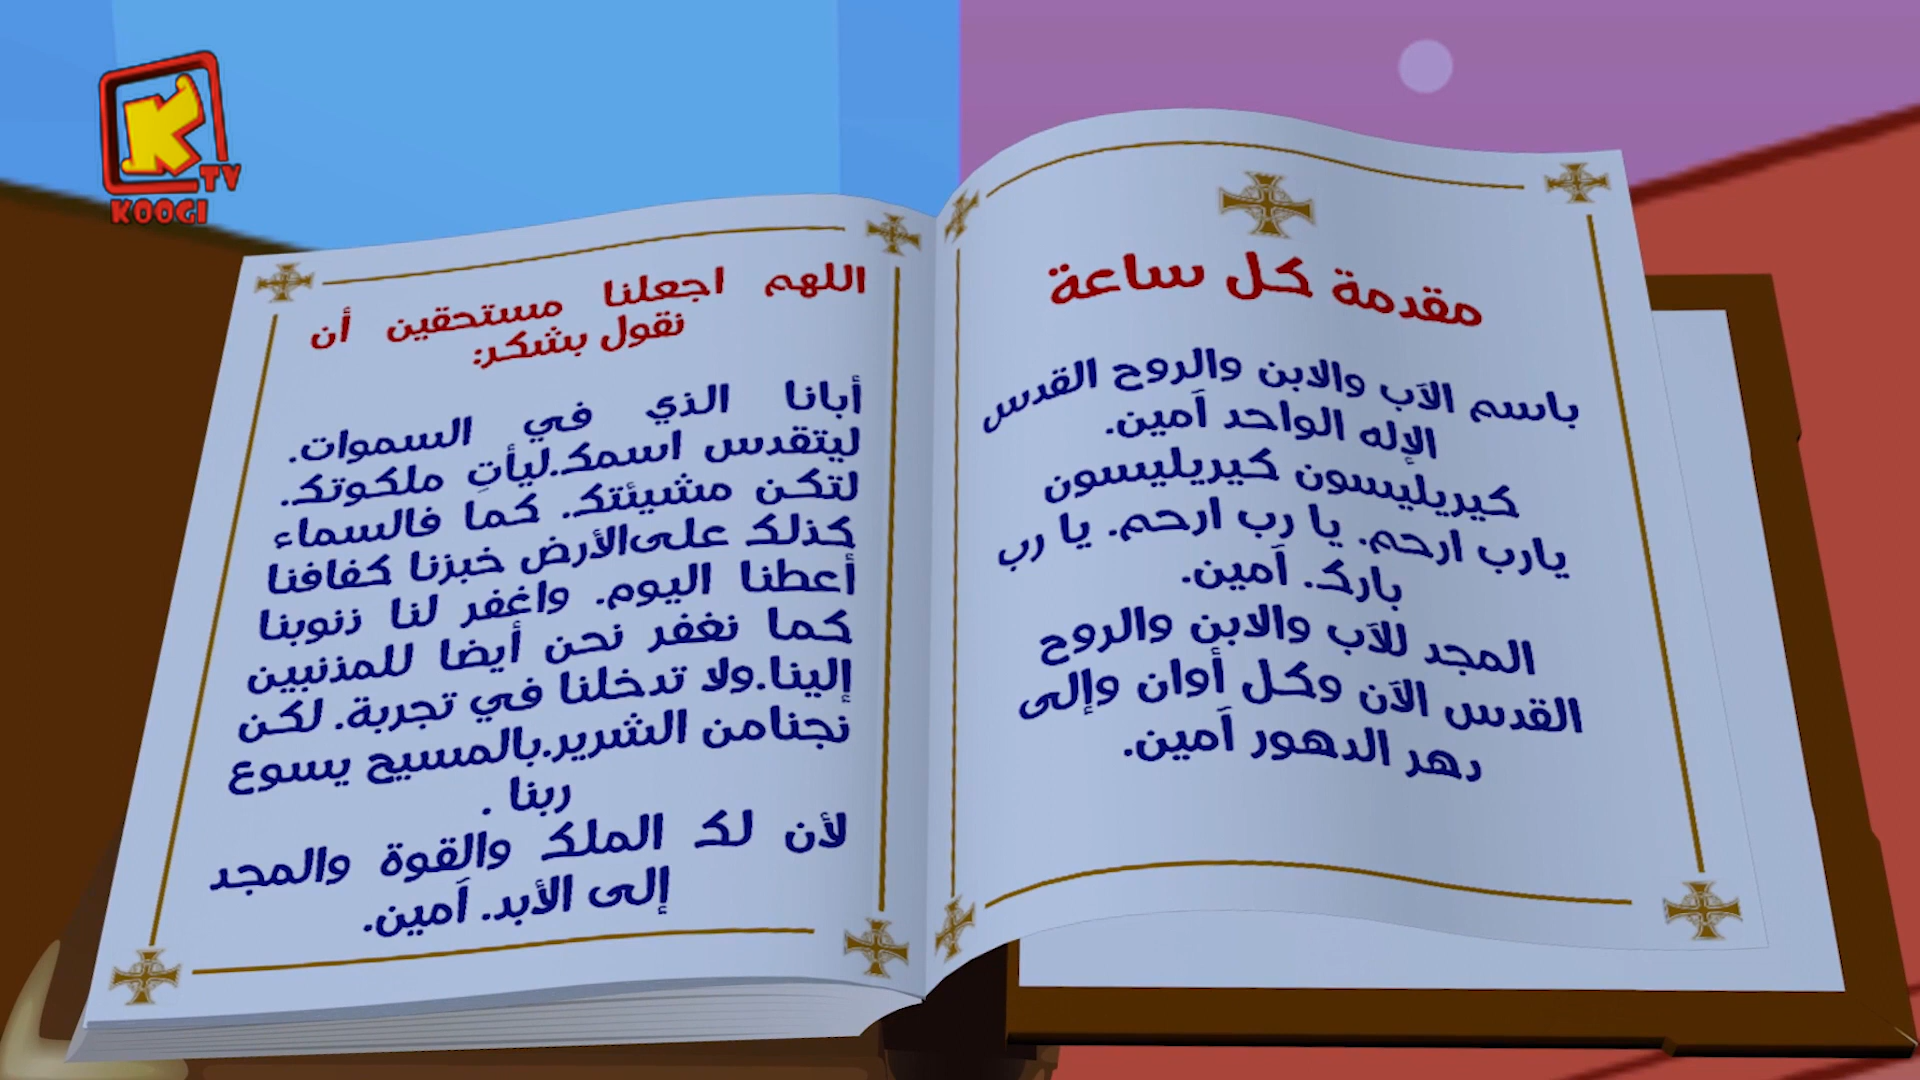 K
TV
KOOGI
مقدمة كل ساعة
باسم الآب والابن والروح القدس
الإله الواحد آمين.
كيريليسون كيريليسون
يارب ارحم. يا رب ارحم. يا رب
بارك. آمين.
المجد للآب والابن والروح
القدس الآن وكل أوان وإلى
دهر الدهور آمين.
اللهم اجعلنا مستحقين أن
نقول بشكر:
أبانا الذي في السموات.
ليتقدس اسمك.ليأتِ ملكوتك.
لتكن مشيئتك. كما فالسماء
كذلك علىالأرض خبزنا كفافنا
أعطنا اليوم. واغفر لنا ذنوبنا
كما نغفر نحن أيضا للمذنبين
إلينا.ولا تدخلنا في تجربة. لكن
نجنامن الشرير.بالمسيح يسوع
ربنا .
لأن لك الملك والقوة والمجد
إلى الأبد. آمين.